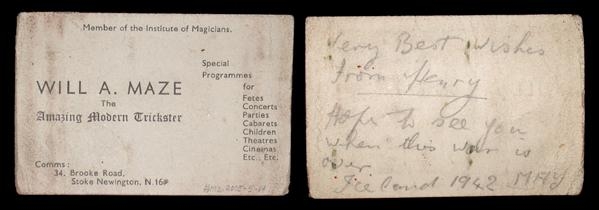 Member of the Institute of Magicians.
WILL A. MAZE
The
Amazing Modern Trickster
Special
Programmes
for
Fetes
Concerts
Parties
Cabarets
Children
Theatres
Cinemas
Etc., Etc.
Comms :
34, Brooke Road,
Stoke Newington, N.16
Very Best Wishes
from Henry
Hope to see you
when this war is
over
Iceland 1942 MAY